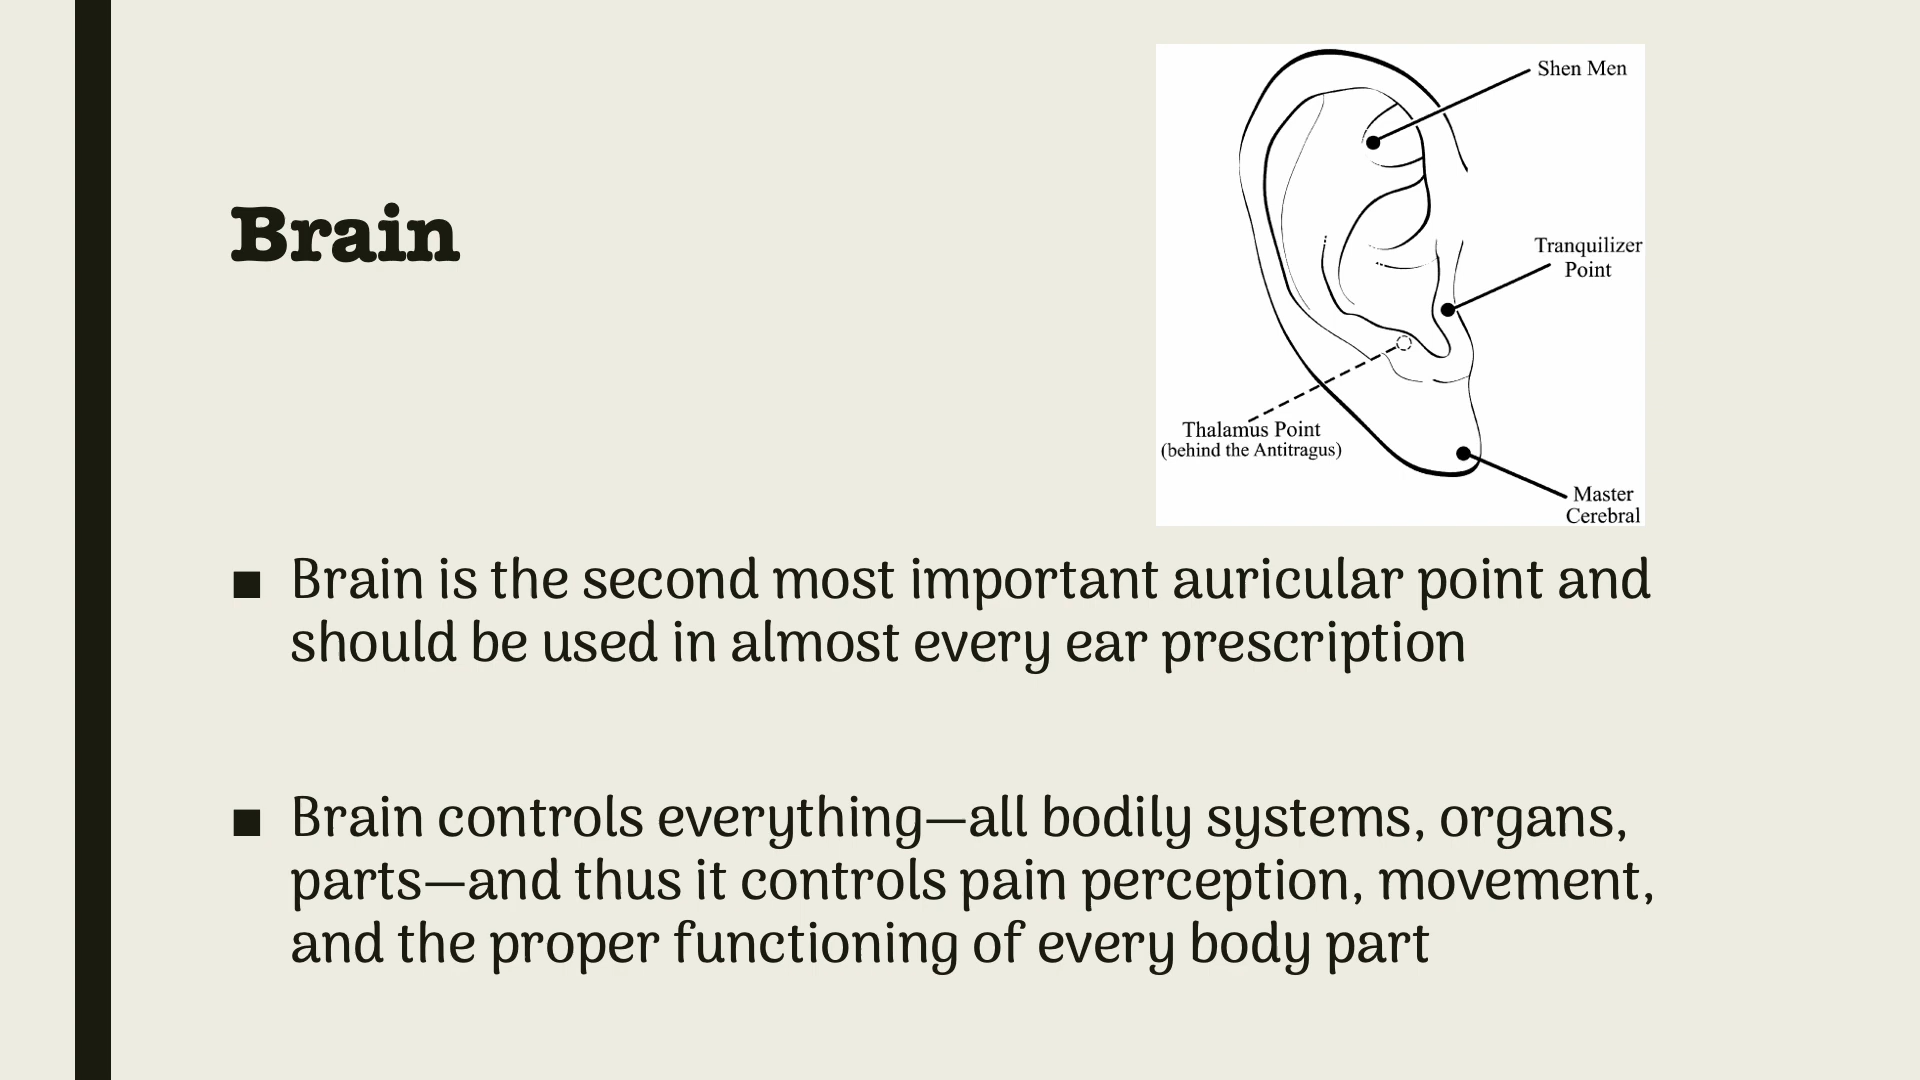 Shen Men
Tranquilizer
Point
Brain
Thalamus Point
(behind the Antitragus)
Master
Cerebral
■ Brain is the second most important auricular point and
should be used in almost every ear prescription
■ Brain controls everything—all bodily systems, organs,
parts—and thus it controls pain perception, movement,
and the proper functioning of every body part